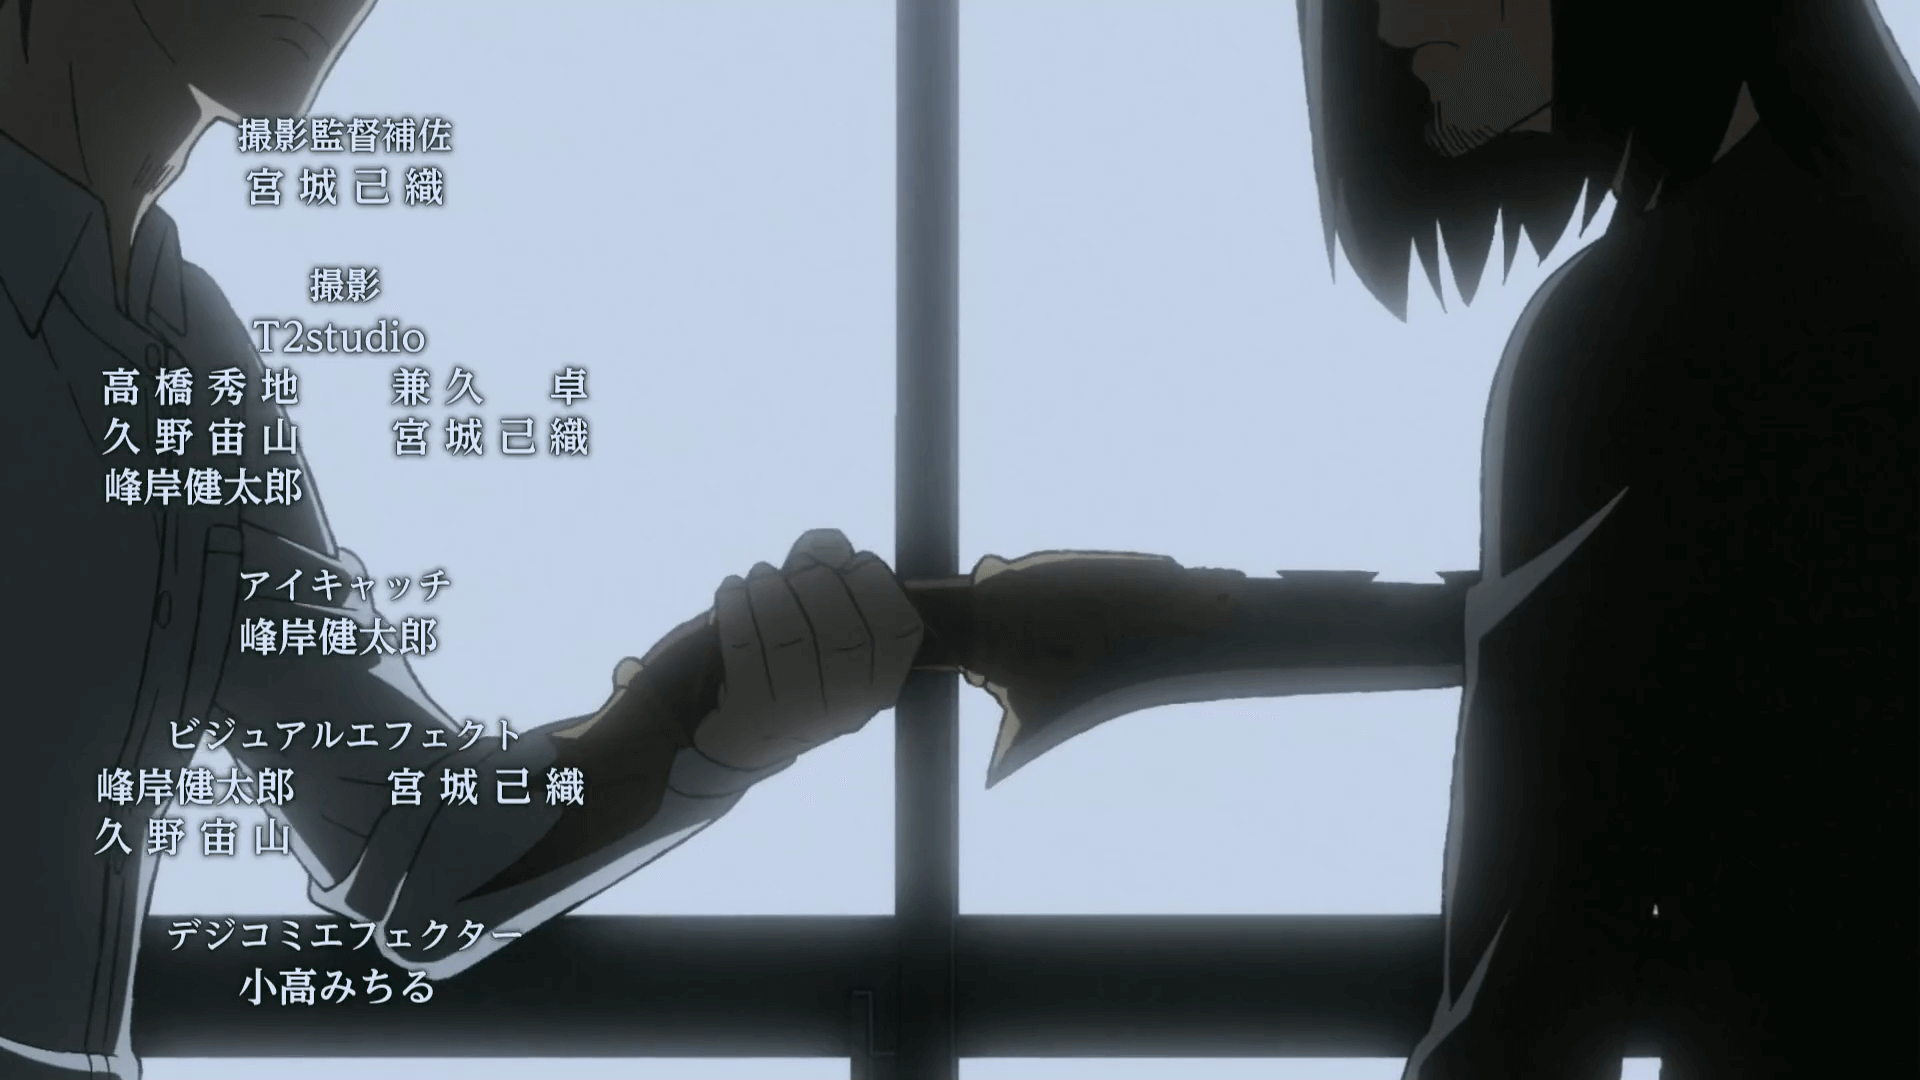 撮影監督補佐
宮城己織
撮影
T2studio
高橋秀地 兼久 卓
久野宙山 宮城己織
峰岸健太郎
アイキャッチ
峰岸健太郎
ビジュアルエフェクト
峰岸健太郎 宮城己織
久野宙山
デジコミエフェクター
小高みちる